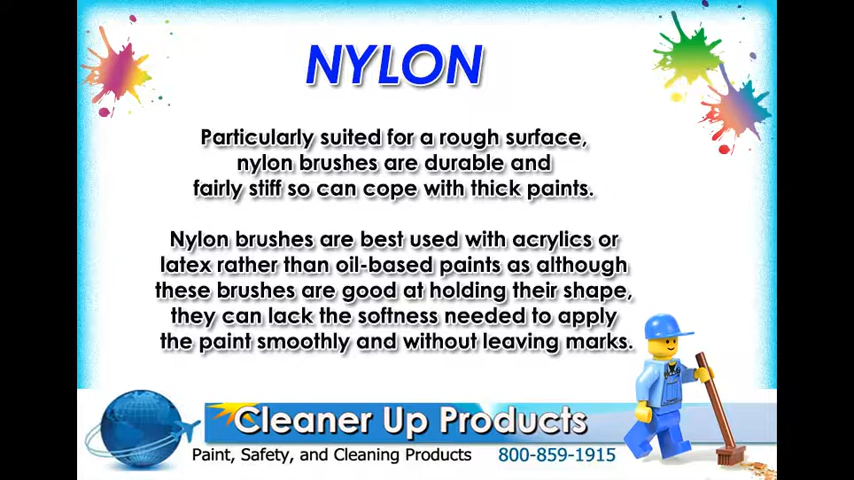 NYLON
Particularly suited for a rough surface,
nylon brushes are durable and
fairly stiff so can cope with thick paints.
Nylon brushes are best used with acrylics or
latex rather than oil-based paints as although
these brushes are good at holding their shape,
they can lack the softness needed to apply
the paint smoothly and without leaving marks.
Cleaner Up Products
Paint, Safety, and Cleaning Products 800-859-1915